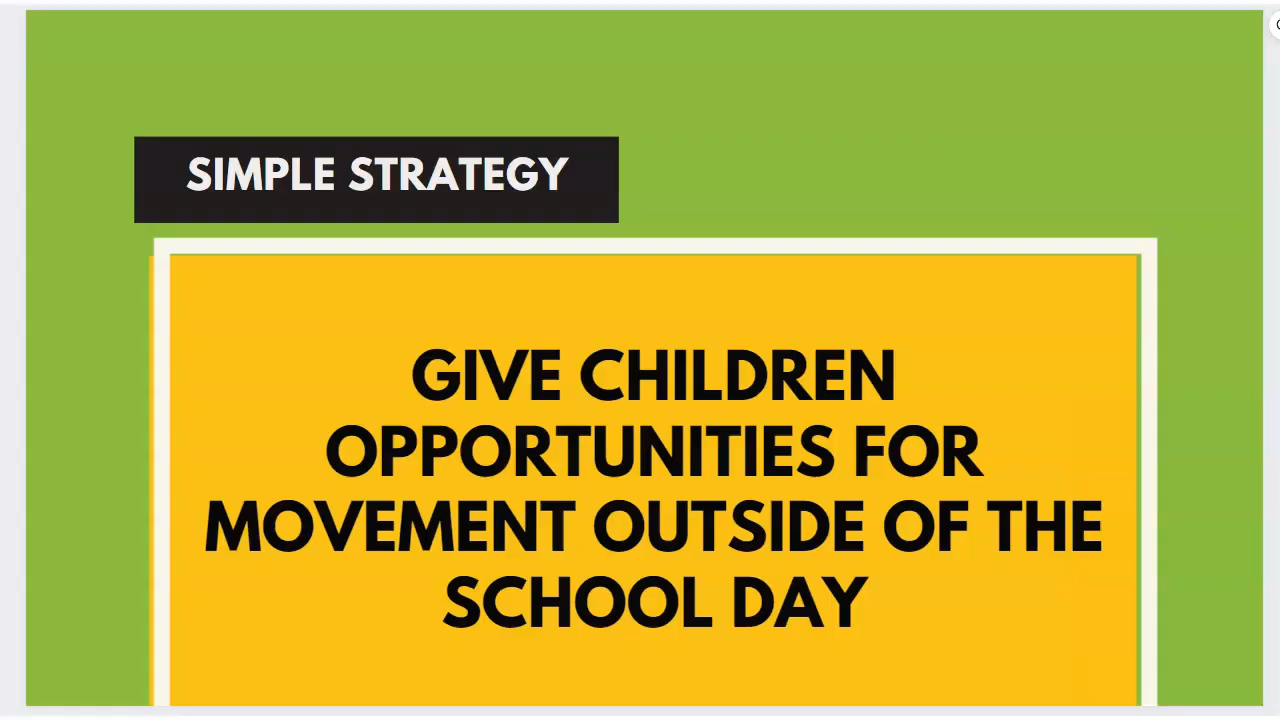 SIMPLE STRATEGY
GIVE CHILDREN
OPPORTUNITIES FOR
MOVEMENT OUTSIDE OF THE
SCHOOL DAY